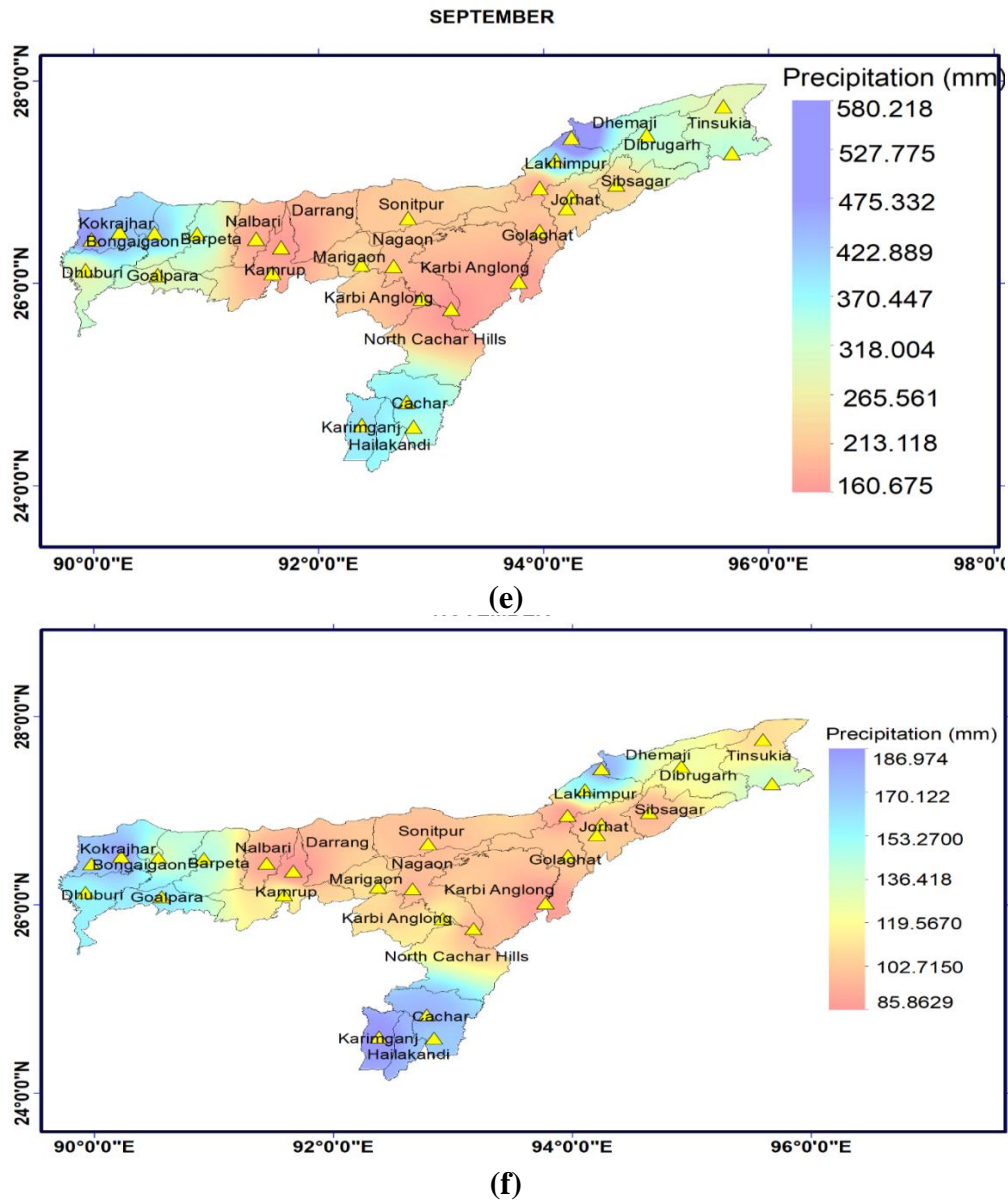 SEPTEMBER
28°0'0"N
26°0'0"N
24°0'0"N
Precipitation (mm)
580.218
527.775
475.332
422.889
370.447
318.004
265.561
213.118
160.675
Dhemaji
Tinsukia
Dibrugarh
Lakhimpur
Sibsagar
Jorhat
Kokrajhar
Nalbari
Darrang
Sonitpur
Bongaigaon
Barpeta
Nagaon
Golaghat
Marigaon
Dhuburi
Goalpara
Kamrup
Karbi Anglong
Karbi Anglong
North Cachar Hills
Cachar
Karimganj
Hailakandi
90°0'0"E
92°0'0"E
94°0'0"E
96°0'0"E
98°0'
(e)
28°0'0"N
26°0'0"N
24°0'0"N
Precipitation (mm)
186.974
170.122
153.2700
136.418
119.5670
102.7150
85.8629
Dhemaji
Tinsukia
Dibrugarh
Lakhimpur
Sibsagar
Jorhat
Kokrajhar
Nalbari
Darrang
Sonitpur
Bongaigaon
Barpeta
Nagaon
Golaghat
Marigaon
Dhuburi
Goalpara
Kamrup
Karbi Anglong
Karbi Anglong
North Cachar Hills
Cachar
Karimganj
Hailakandi
90°0'0"E
92°0'0"E
94°0'0"E
96°0'0"E
(f)